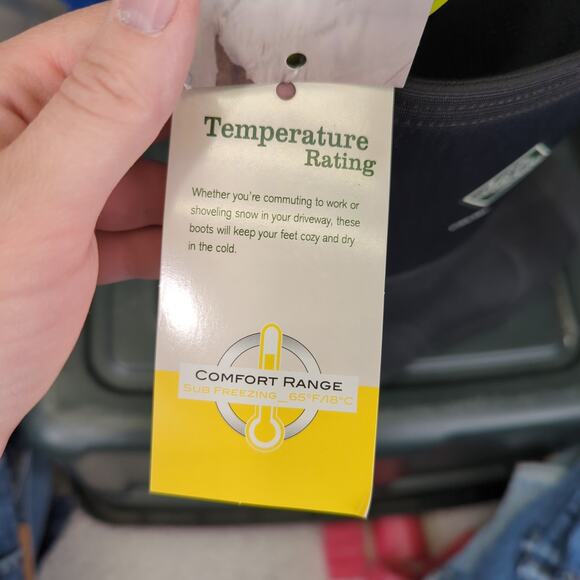 Temperature
Rating
Whether you're commuting to work or
shoveling snow in your driveway, these
boots will keep your feet cozy and dry
in the cold.
COMFORT RANGE
SUB FREEZING_65°F/18°C